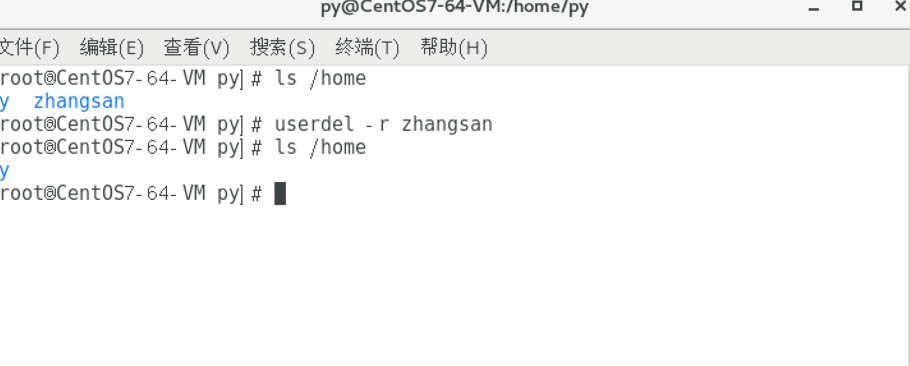 py@CentOS7-64-VM:/home/py
文件(F) 编辑(E) 查看(V) 搜索(S) 终端(T) 帮助(H)
root@CentOS7-64-VM py]# ls /home
y zhangsan
root@CentOS7-64-VM py]# userdel -r zhangsan
root@CentOS7-64-VM py]# ls /home
y
root@CentOS7-64-VM py]#